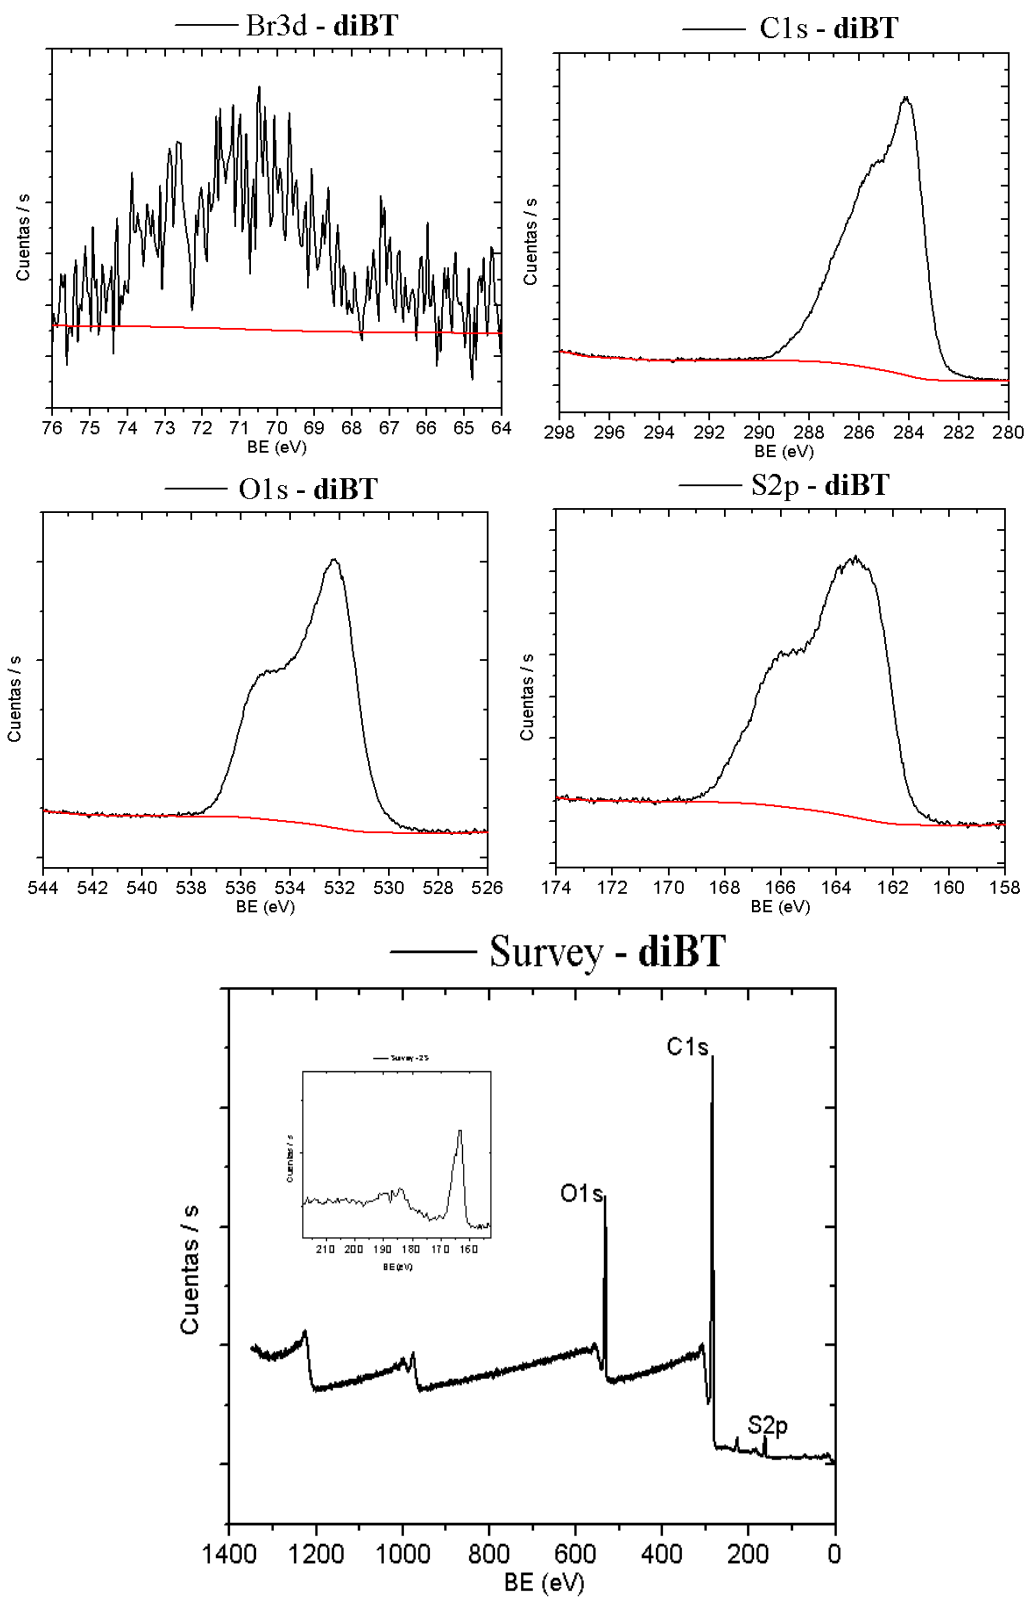 Br3d - diBT
Cuentas / s
76 75 74 73 72 71 70 69 68 67 66 65 64
BE (eV)
C1s - diBT
Cuentas / s
298 296 294 292 290 288 286 284 282 280
BE (eV)
O1s - diBT
Cuentas / s
544 542 540 538 536 534 532 530 528 526
BE (eV)
S2p - diBT
Cuentas / s
174 172 170 168 166 164 162 160 158
BE (eV)
Survey - diBT
Cuentas / s
C1s
O1s
S2p
1400 1200 1000 800 600 400 200 0
BE (eV)
Survey - 2S
Cuentas / s
210 200 190 180 170 160
BE (eV)